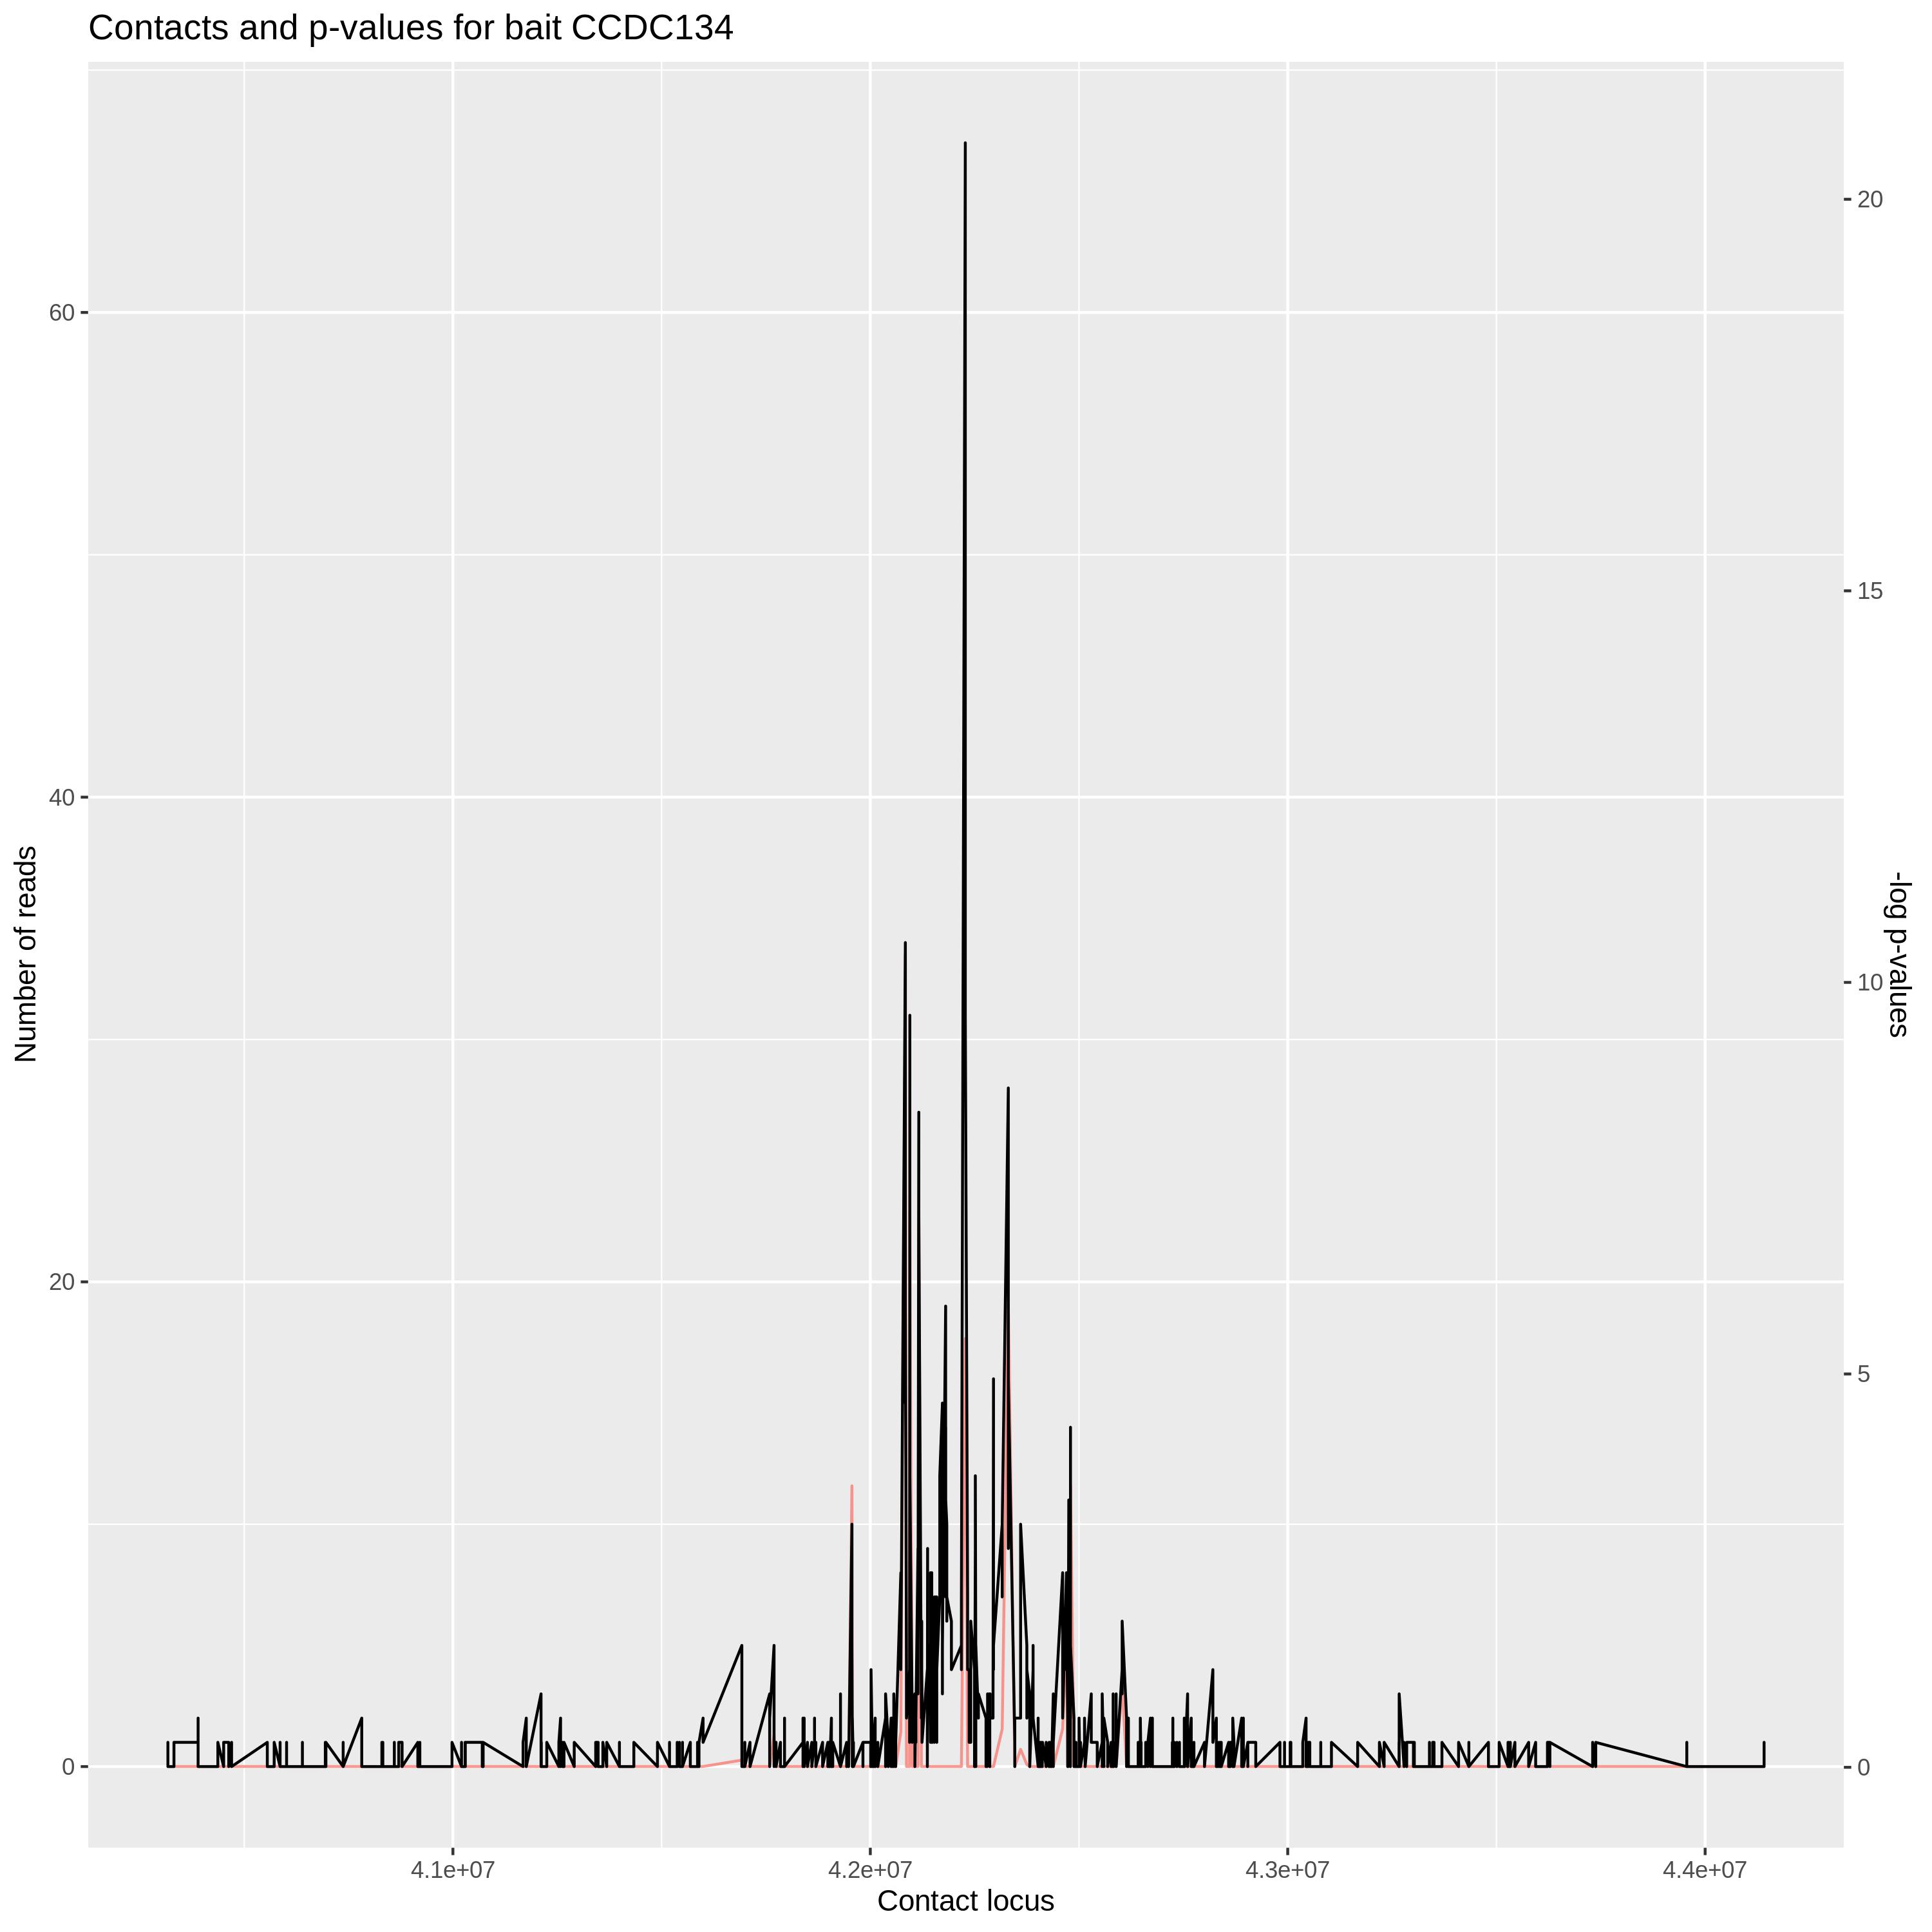 Contacts and p-values for bait CCDC134
60
40
20
0
20
15
10
5
0
Number of reads
-log p-values
4.1e+07
4.2e+07
4.3e+07
4.4e+07
Contact locus